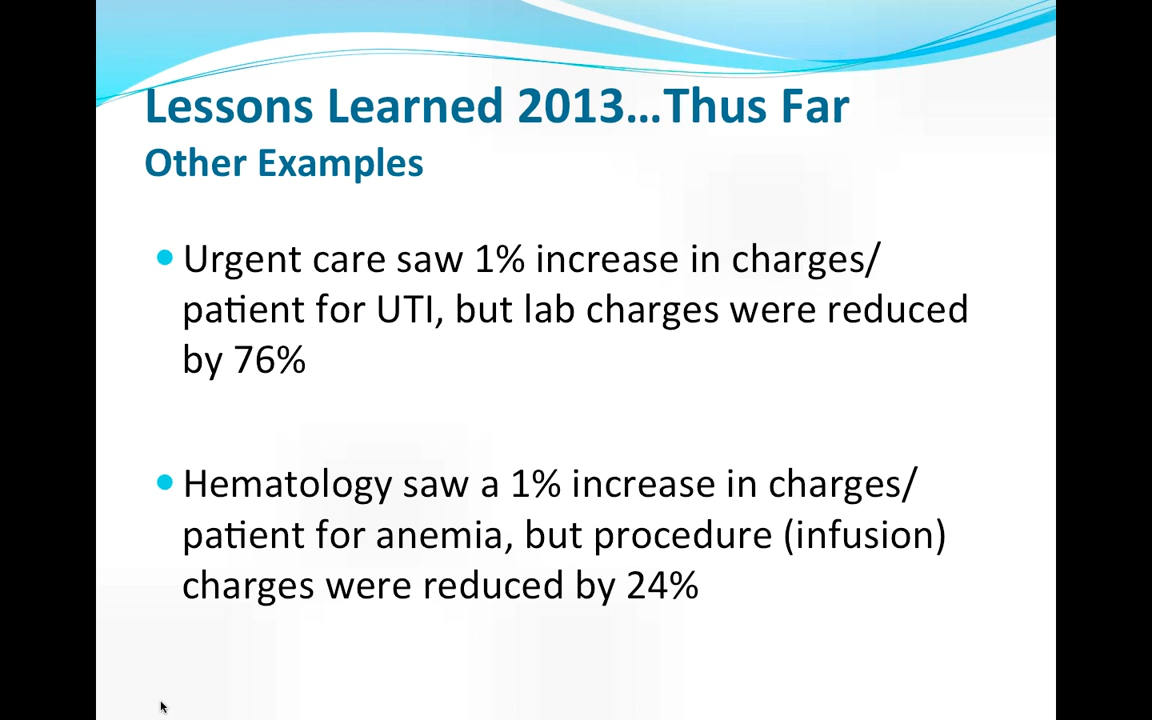 Lessons Learned 2013...Thus Far
Other Examples
• Urgent care saw 1% increase in charges/
patient for UTI, but lab charges were reduced
by 76%
• Hematology saw a 1% increase in charges/
patient for anemia, but procedure (infusion)
charges were reduced by 24%